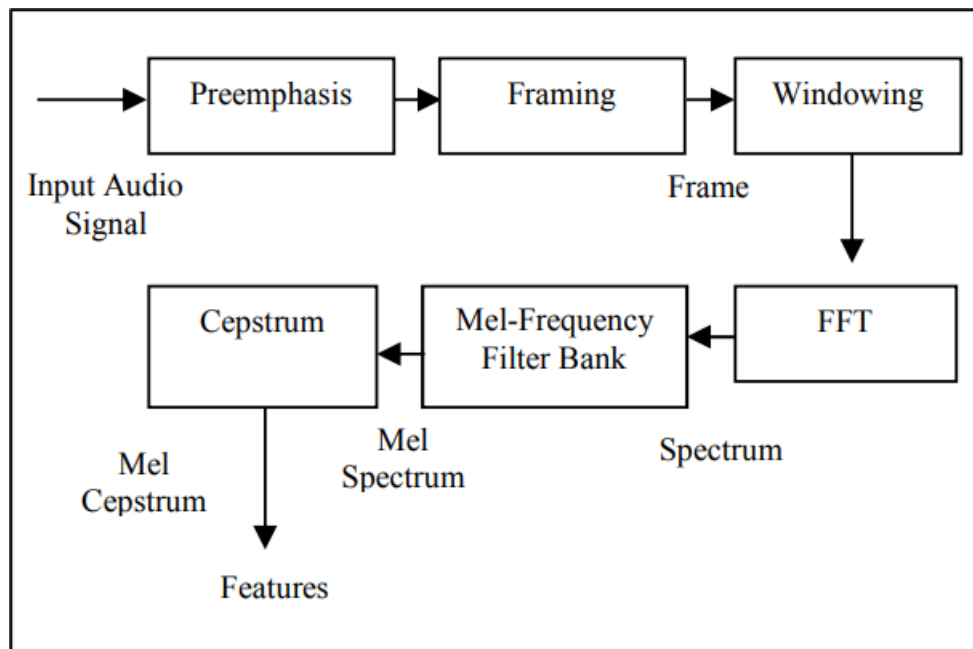 Preemphasis
Framing
Windowing
Input Audio
Signal
Frame
Cepstrum
Mel-Frequency
Filter Bank
FFT
Mel
Cepstrum
Mel
Spectrum
Spectrum
Features